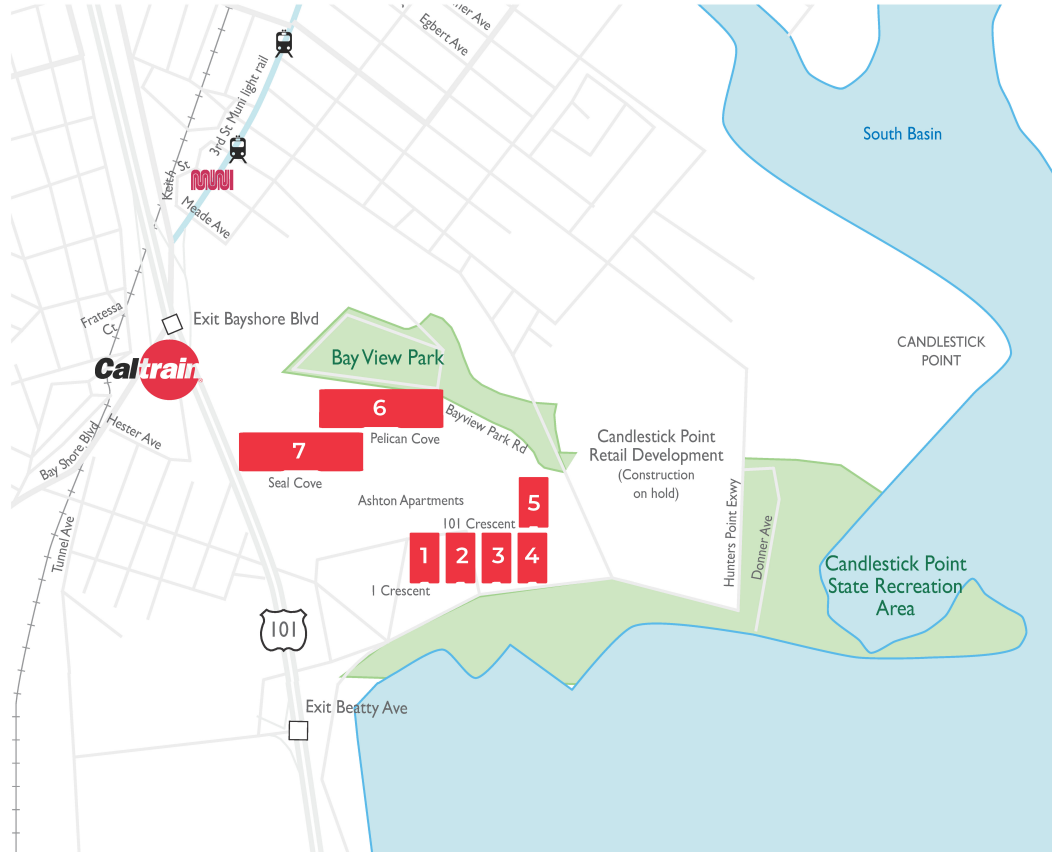 Egbert Ave
3rd St Muni light rail
South Basin
Keith St
MUNI
Meade Ave
Fratessa
Ct.
Exit Bayshore Blvd
CANDLESTICK
POINT
Caltrain
Bay View Park
6
Bayview Park Rd
Pelican Cove
Candlestick Point
Retail Development
(Construction
on hold)
Hester Ave
Bay Shore Blvd
7
Seal Cove
Ashton Apartments
5
101 Crescent
Hunters Point Exwy
Donner Ave
Tunnel Ave
1
2
3
4
1 Crescent
Candlestick Point
State Recreation
Area
101
Exit Beatty Ave